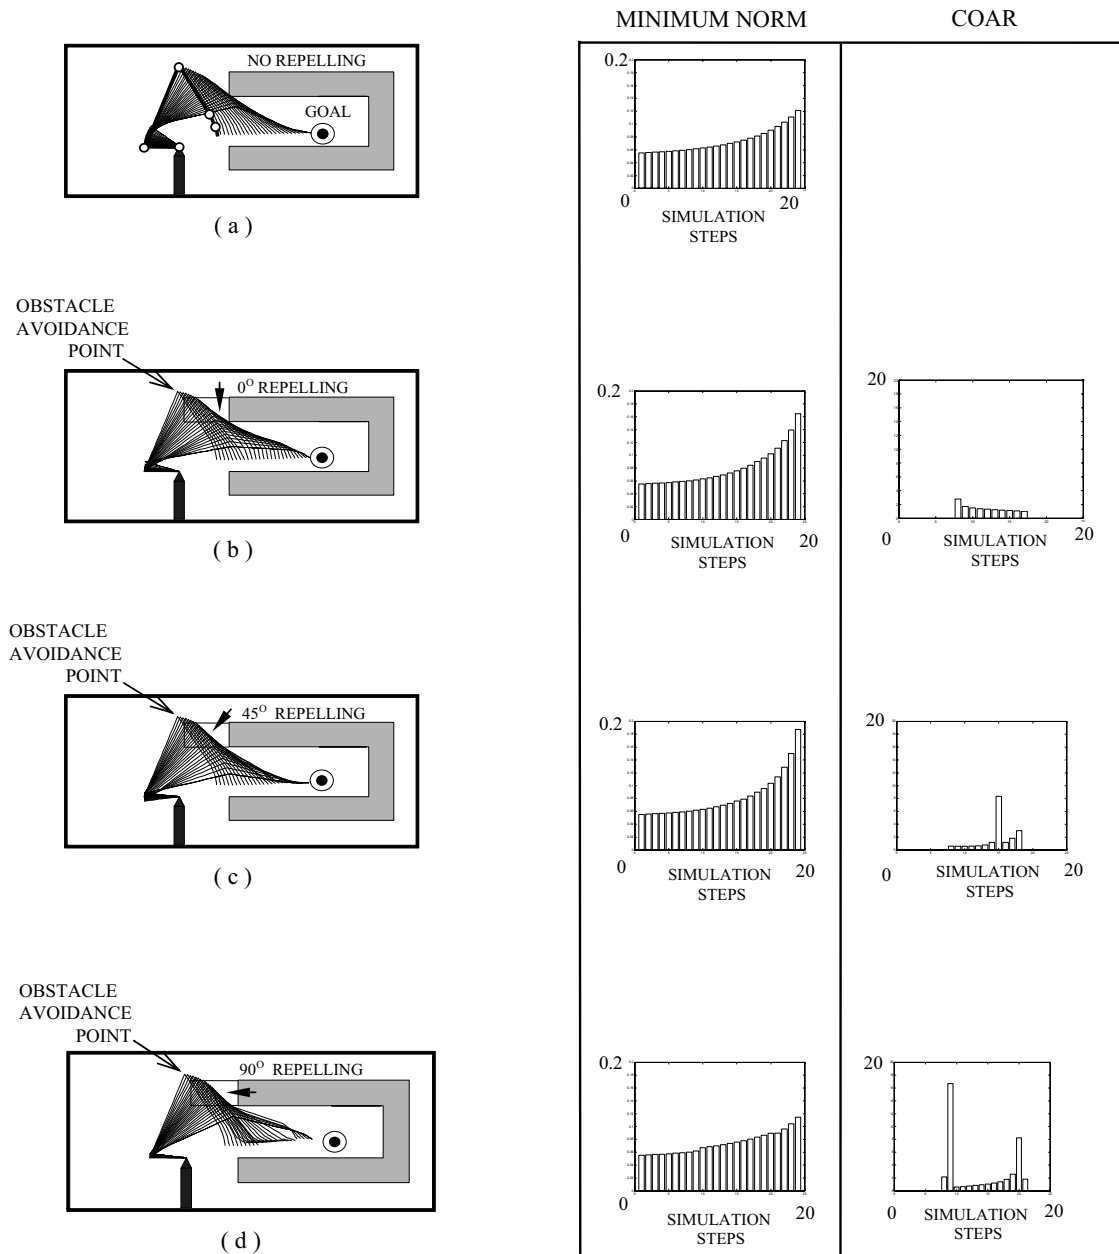 MINIMUM NORM
COAR
NO REPELLING
GOAL
( a )
0.2
0
20
SIMULATION
STEPS
OBSTACLE
AVOIDANCE
POINT
0O REPELLING
( b )
0.2
0
20
SIMULATION
STEPS
20
0
20
SIMULATION
STEPS
OBSTACLE
AVOIDANCE
POINT
45O REPELLING
( c )
0.2
0
20
SIMULATION
STEPS
20
0
20
SIMULATION
STEPS
OBSTACLE
AVOIDANCE
POINT
90O REPELLING
( d )
0.2
0
20
SIMULATION
STEPS
20
0
20
SIMULATION
STEPS